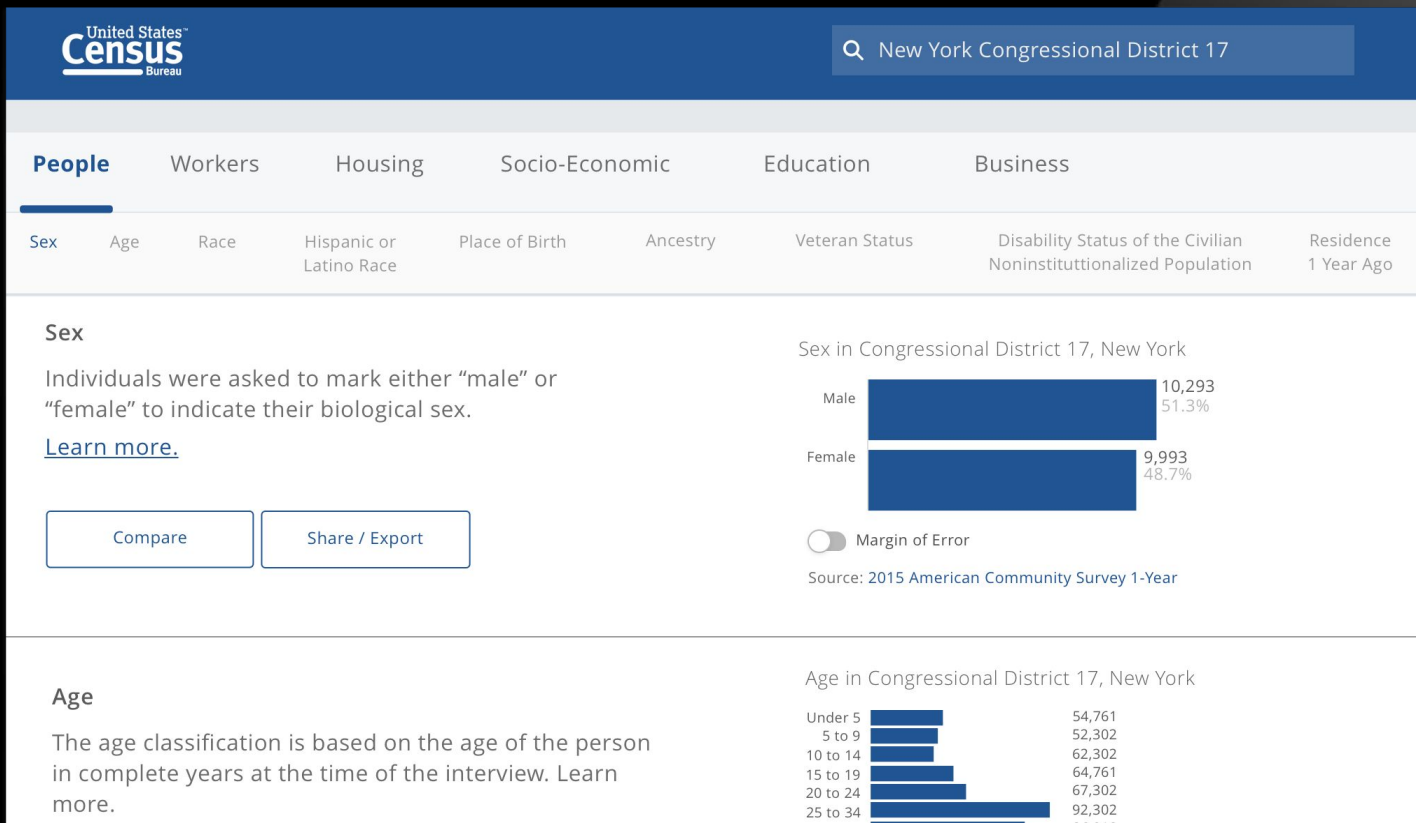 United States™
Census
Bureau
New York Congressional District 17
People Workers Housing Socio-Economic Education Business
Sex Age Race Hispanic or Latino Race Place of Birth Ancestry Veteran Status Disability Status of the Civilian Noninstituttionalized Population Residence 1 Year Ago
Sex
Individuals were asked to mark either “male” or
“female” to indicate their biological sex.
Learn more.
Compare Share / Export
Sex in Congressional District 17, New York
Male 10,293
51.3%
Female 9,993
48.7%
Margin of Error
Source: 2015 American Community Survey 1-Year
Age
The age classification is based on the age of the person
in complete years at the time of the interview. Learn
more.
Age in Congressional District 17, New York
Under 5 54,761
5 to 9 52,302
10 to 14 62,302
15 to 19 64,761
20 to 24 67,302
25 to 34 92,302